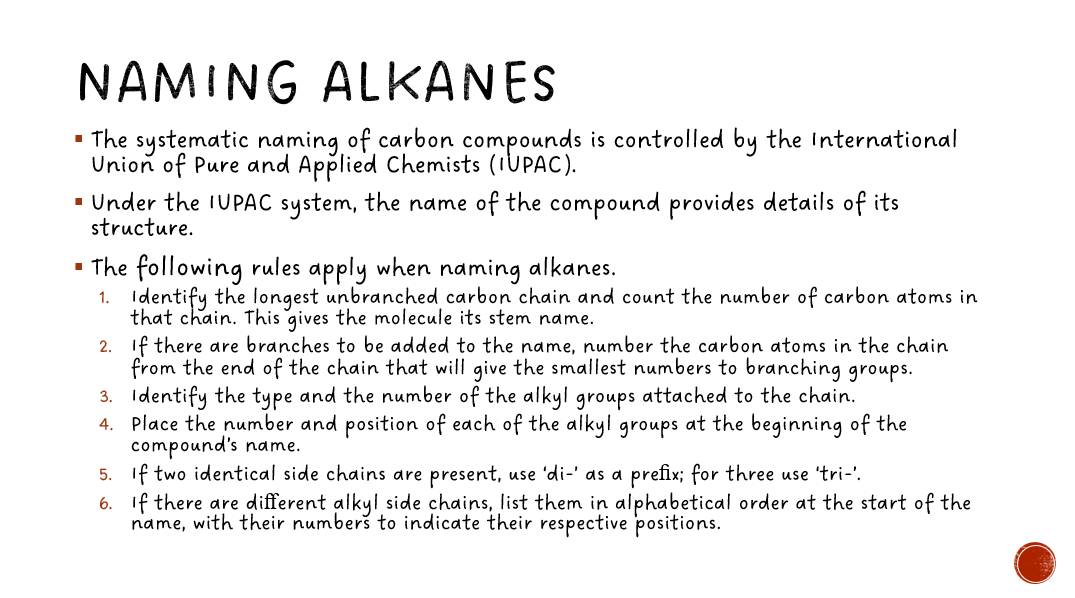 NAMING ALKANES
▪ The systematic naming of carbon compounds is controlled by the International
Union of Pure and Applied Chemists (IUPAC).
▪ Under the IUPAC system, the name of the compound provides details of its
structure.
▪ The following rules apply when naming alkanes.
1. Identify the longest unbranched carbon chain and count the number of carbon atoms in
that chain. This gives the molecule its stem name.
2. If there are branches to be added to the name, number the carbon atoms in the chain
from the end of the chain that will give the smallest numbers to branching groups.
3. Identify the type and the number of the alkyl groups attached to the chain.
4. Place the number and position of each of the alkyl groups at the beginning of the
compound's name.
5. If two identical side chains are present, use ‘di-’ as a prefix; for three use ‘tri-’.
6. If there are different alkyl side chains, list them in alphabetical order at the start of the
name, with their numbers to indicate their respective positions.